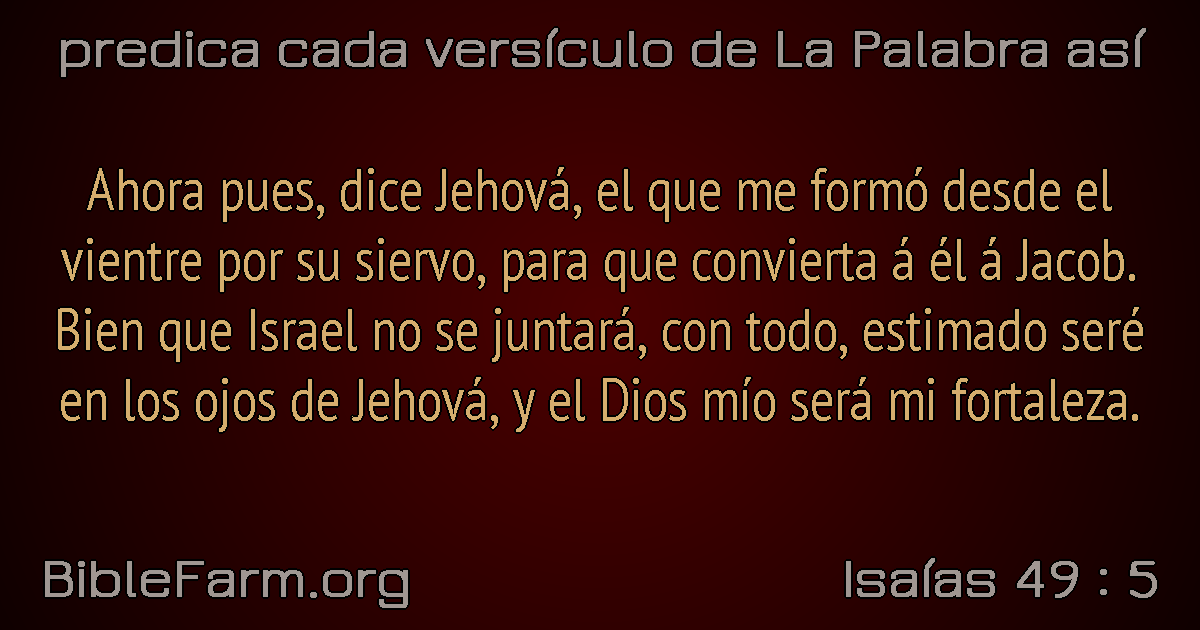 predica cada versículo de La Palabra así
Ahora pues, dice Jehová, el que me formó desde el
vientre por su siervo, para que convierta á él á Jacob.
Bien que Israel no se juntará, con todo, estimado seré
en los ojos de Jehová, y el Dios mío será mi fortaleza.
BibleFarm.org
Isaías 49 : 5